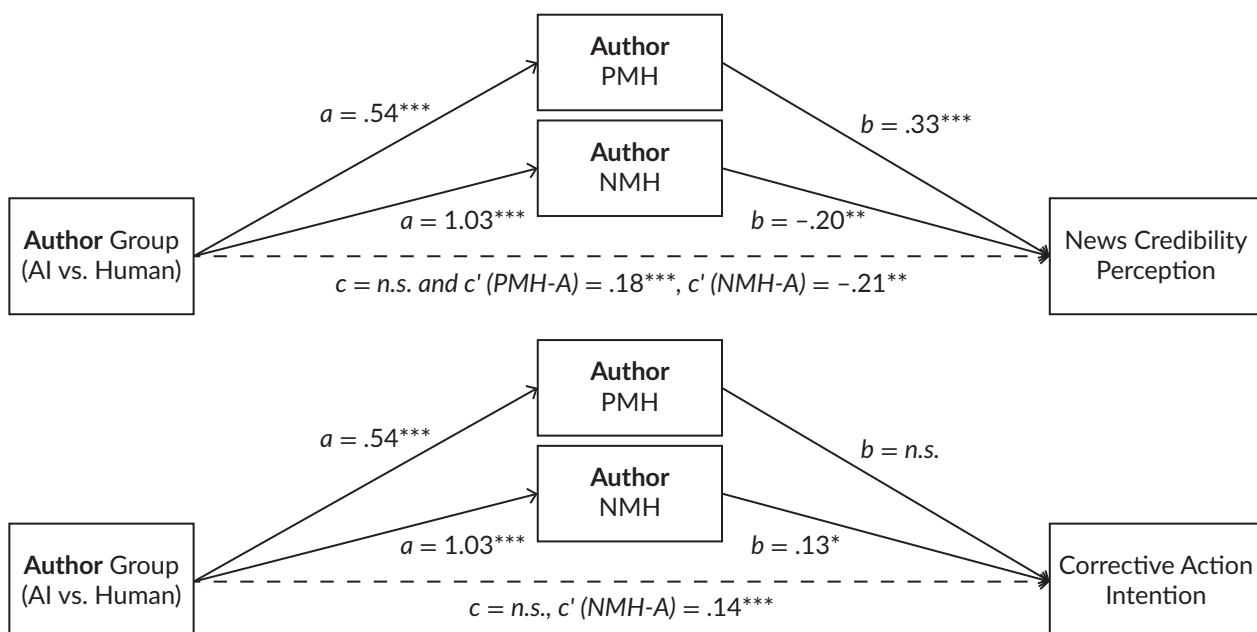 Author
PMH
a = .54***
b = .33***
Author
NMH
a = 1.03***
b = –.20**
Author Group
(AI vs. Human)
News Credibility
Perception
c = n.s. and c' (PMH-A) = .18***, c' (NMH-A) = –.21**
Author
PMH
a = .54***
b = n.s.
Author
NMH
a = 1.03***
b = .13*
Author Group
(AI vs. Human)
Corrective Action
Intention
c = n.s., c' (NMH-A) = .14***